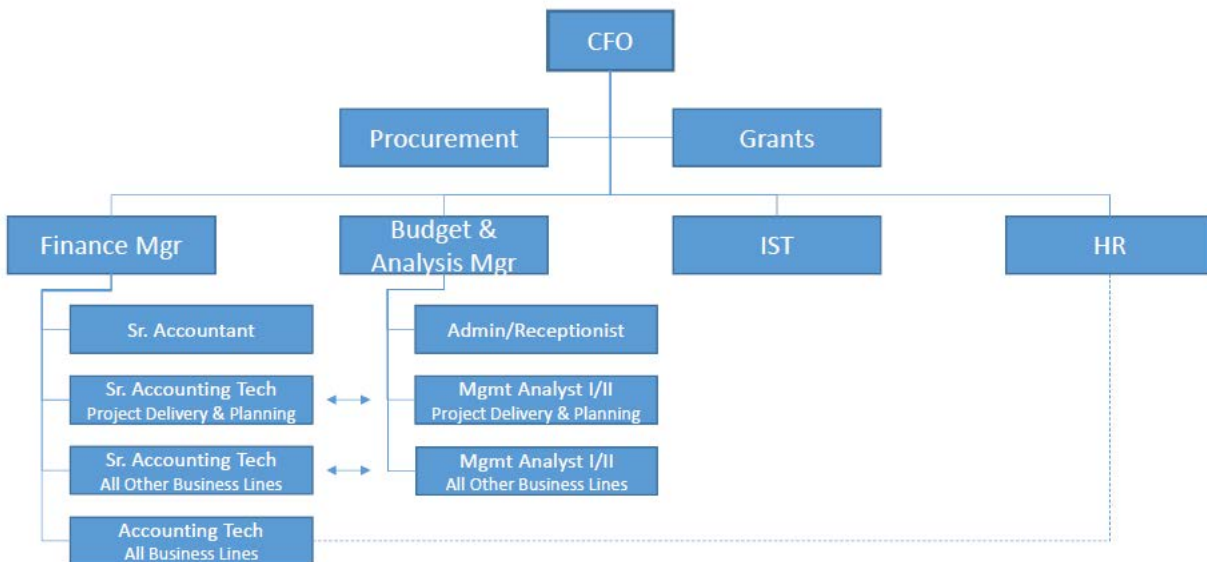 CFO
Procurement
Grants
Finance Mgr
Budget &
Analysis Mgr
IST
HR
Sr. Accountant
Admin/Receptionist
Sr. Accounting Tech
Project Delivery & Planning
Mgmt Analyst I/II
Project Delivery & Planning
Sr. Accounting Tech
All Other Business Lines
Mgmt Analyst I/II
All Other Business Lines
Accounting Tech
All Business Lines